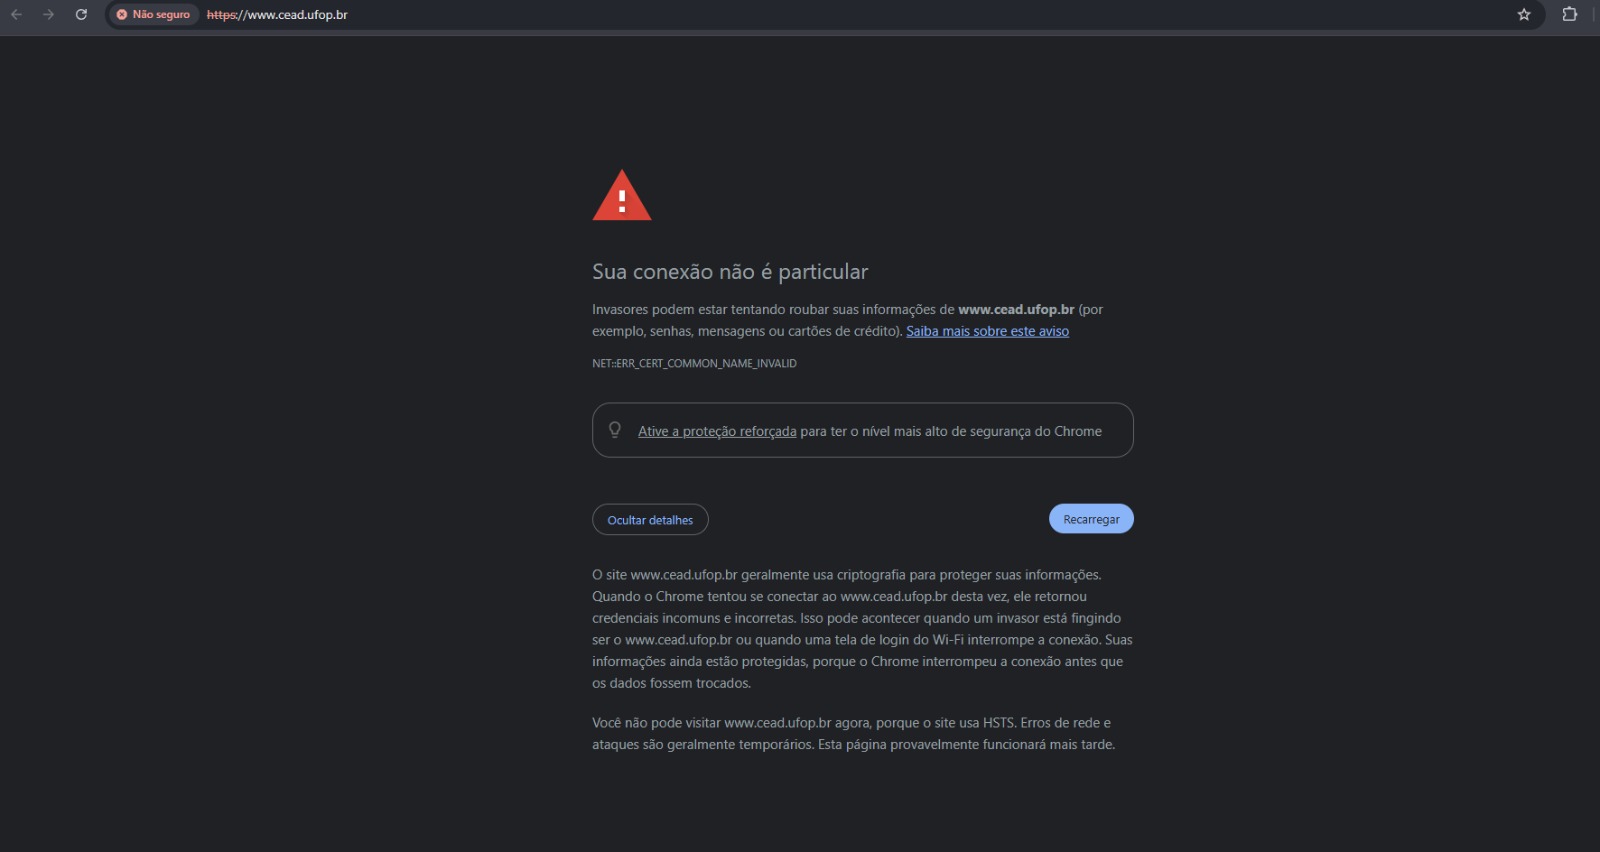 Não seguro https://www.cead.ufop.br
Sua conexão não é particular
Invasores podem estar tentando roubar suas informações de www.cead.ufop.br (por
exemplo, senhas, mensagens ou cartões de crédito). Saiba mais sobre este aviso
NET::ERR_CERT_COMMON_NAME_INVALID
Ative a proteção reforçada para ter o nível mais alto de segurança do Chrome
Ocultar detalhes
Recarregar
O site www.cead.ufop.br geralmente usa criptografia para proteger suas informações.
Quando o Chrome tentou se conectar ao www.cead.ufop.br desta vez, ele retornou
credenciais incomuns e incorretas. Isso pode acontecer quando um invasor está fingindo
ser o www.cead.ufop.br ou quando uma tela de login do Wi-Fi interrompe a conexão. Suas
informações ainda estão protegidas, porque o Chrome interrompeu a conexão antes que
os dados fossem trocados.
Você não pode visitar www.cead.ufop.br agora, porque o site usa HSTS. Erros de rede e
ataques são geralmente temporários. Esta página provavelmente funcionará mais tarde.